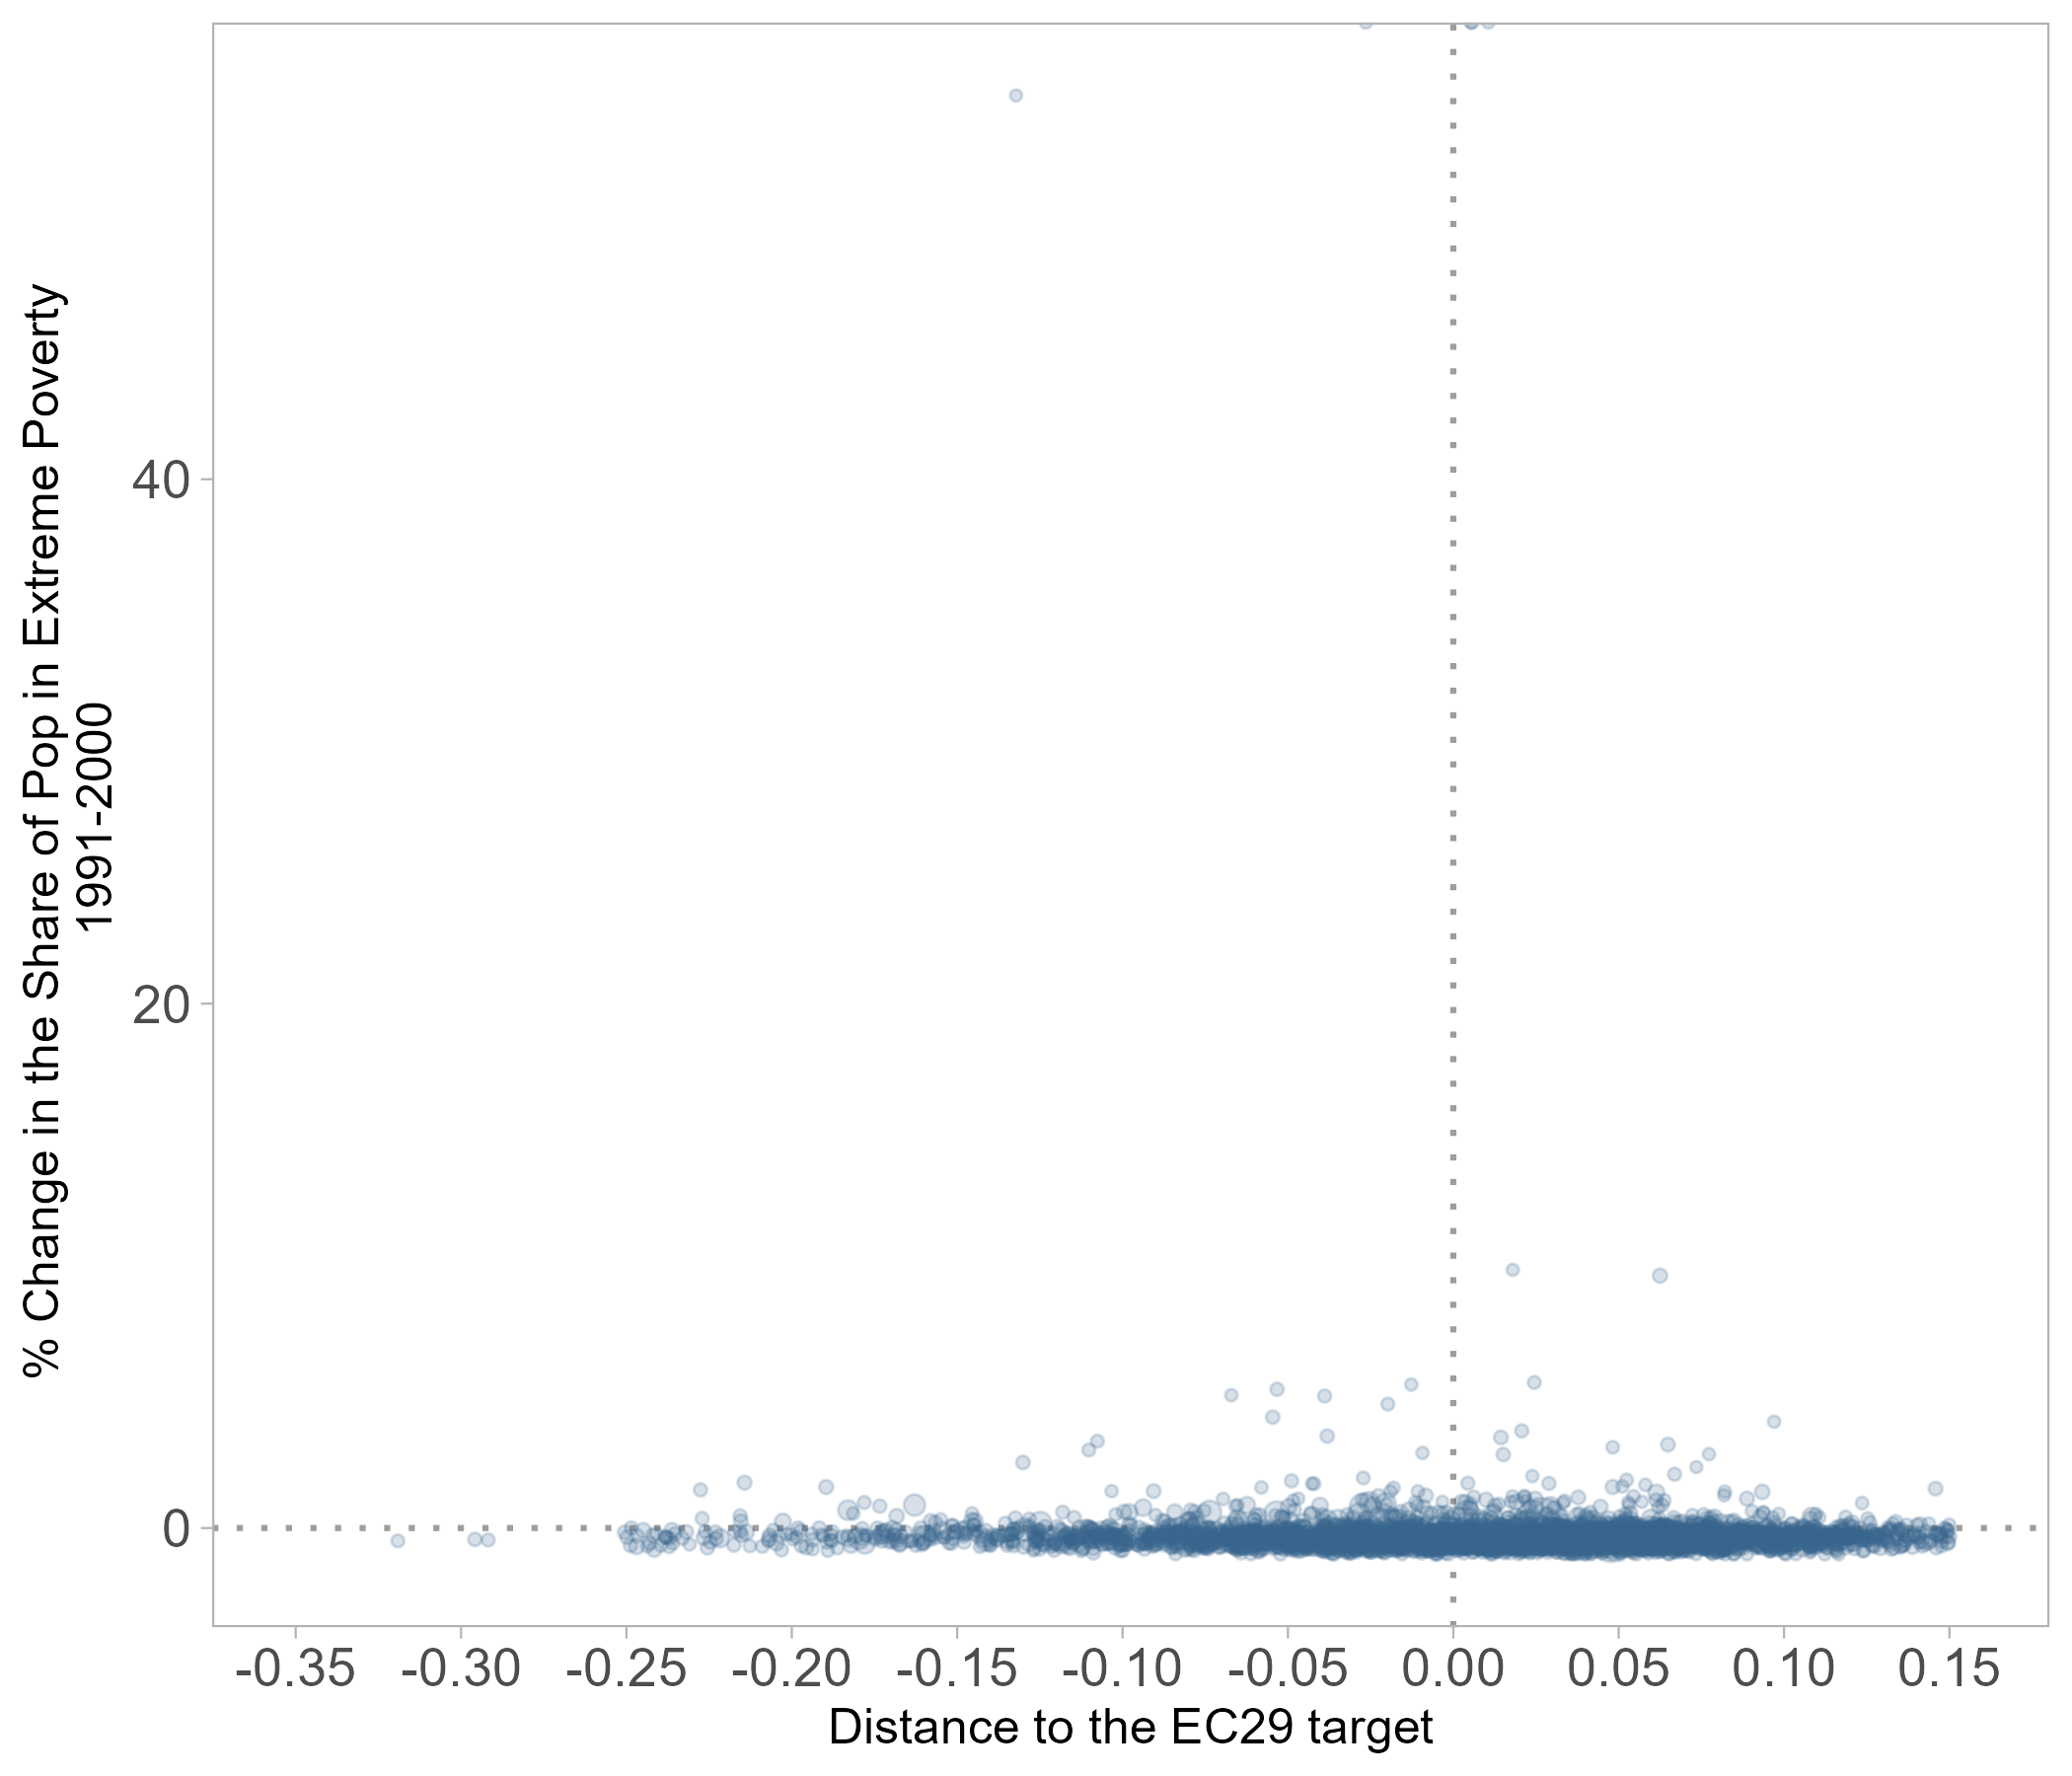 % Change in the Share of Pop in Extreme Poverty
1991-2000
40
20
0
-0.35 -0.30 -0.25 -0.20 -0.15 -0.10 -0.05 0.00 0.05 0.10 0.15
Distance to the EC29 target